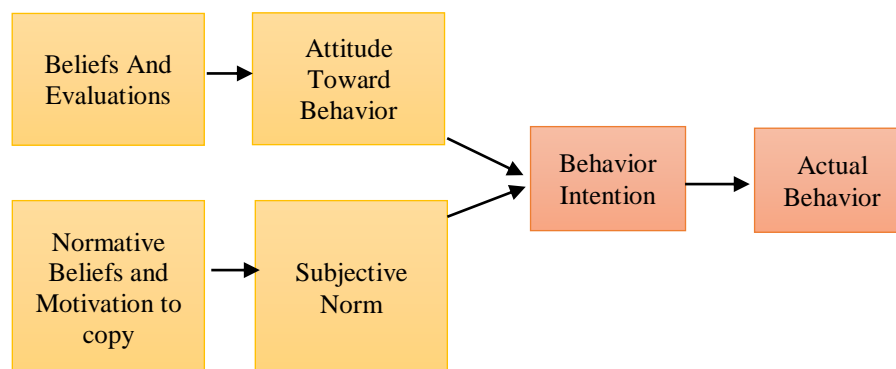 Beliefs And
Evaluations
Attitude
Toward
Behavior
Behavior
Intention
Actual
Behavior
Normative
Beliefs and
Motivation to
copy
Subjective
Norm